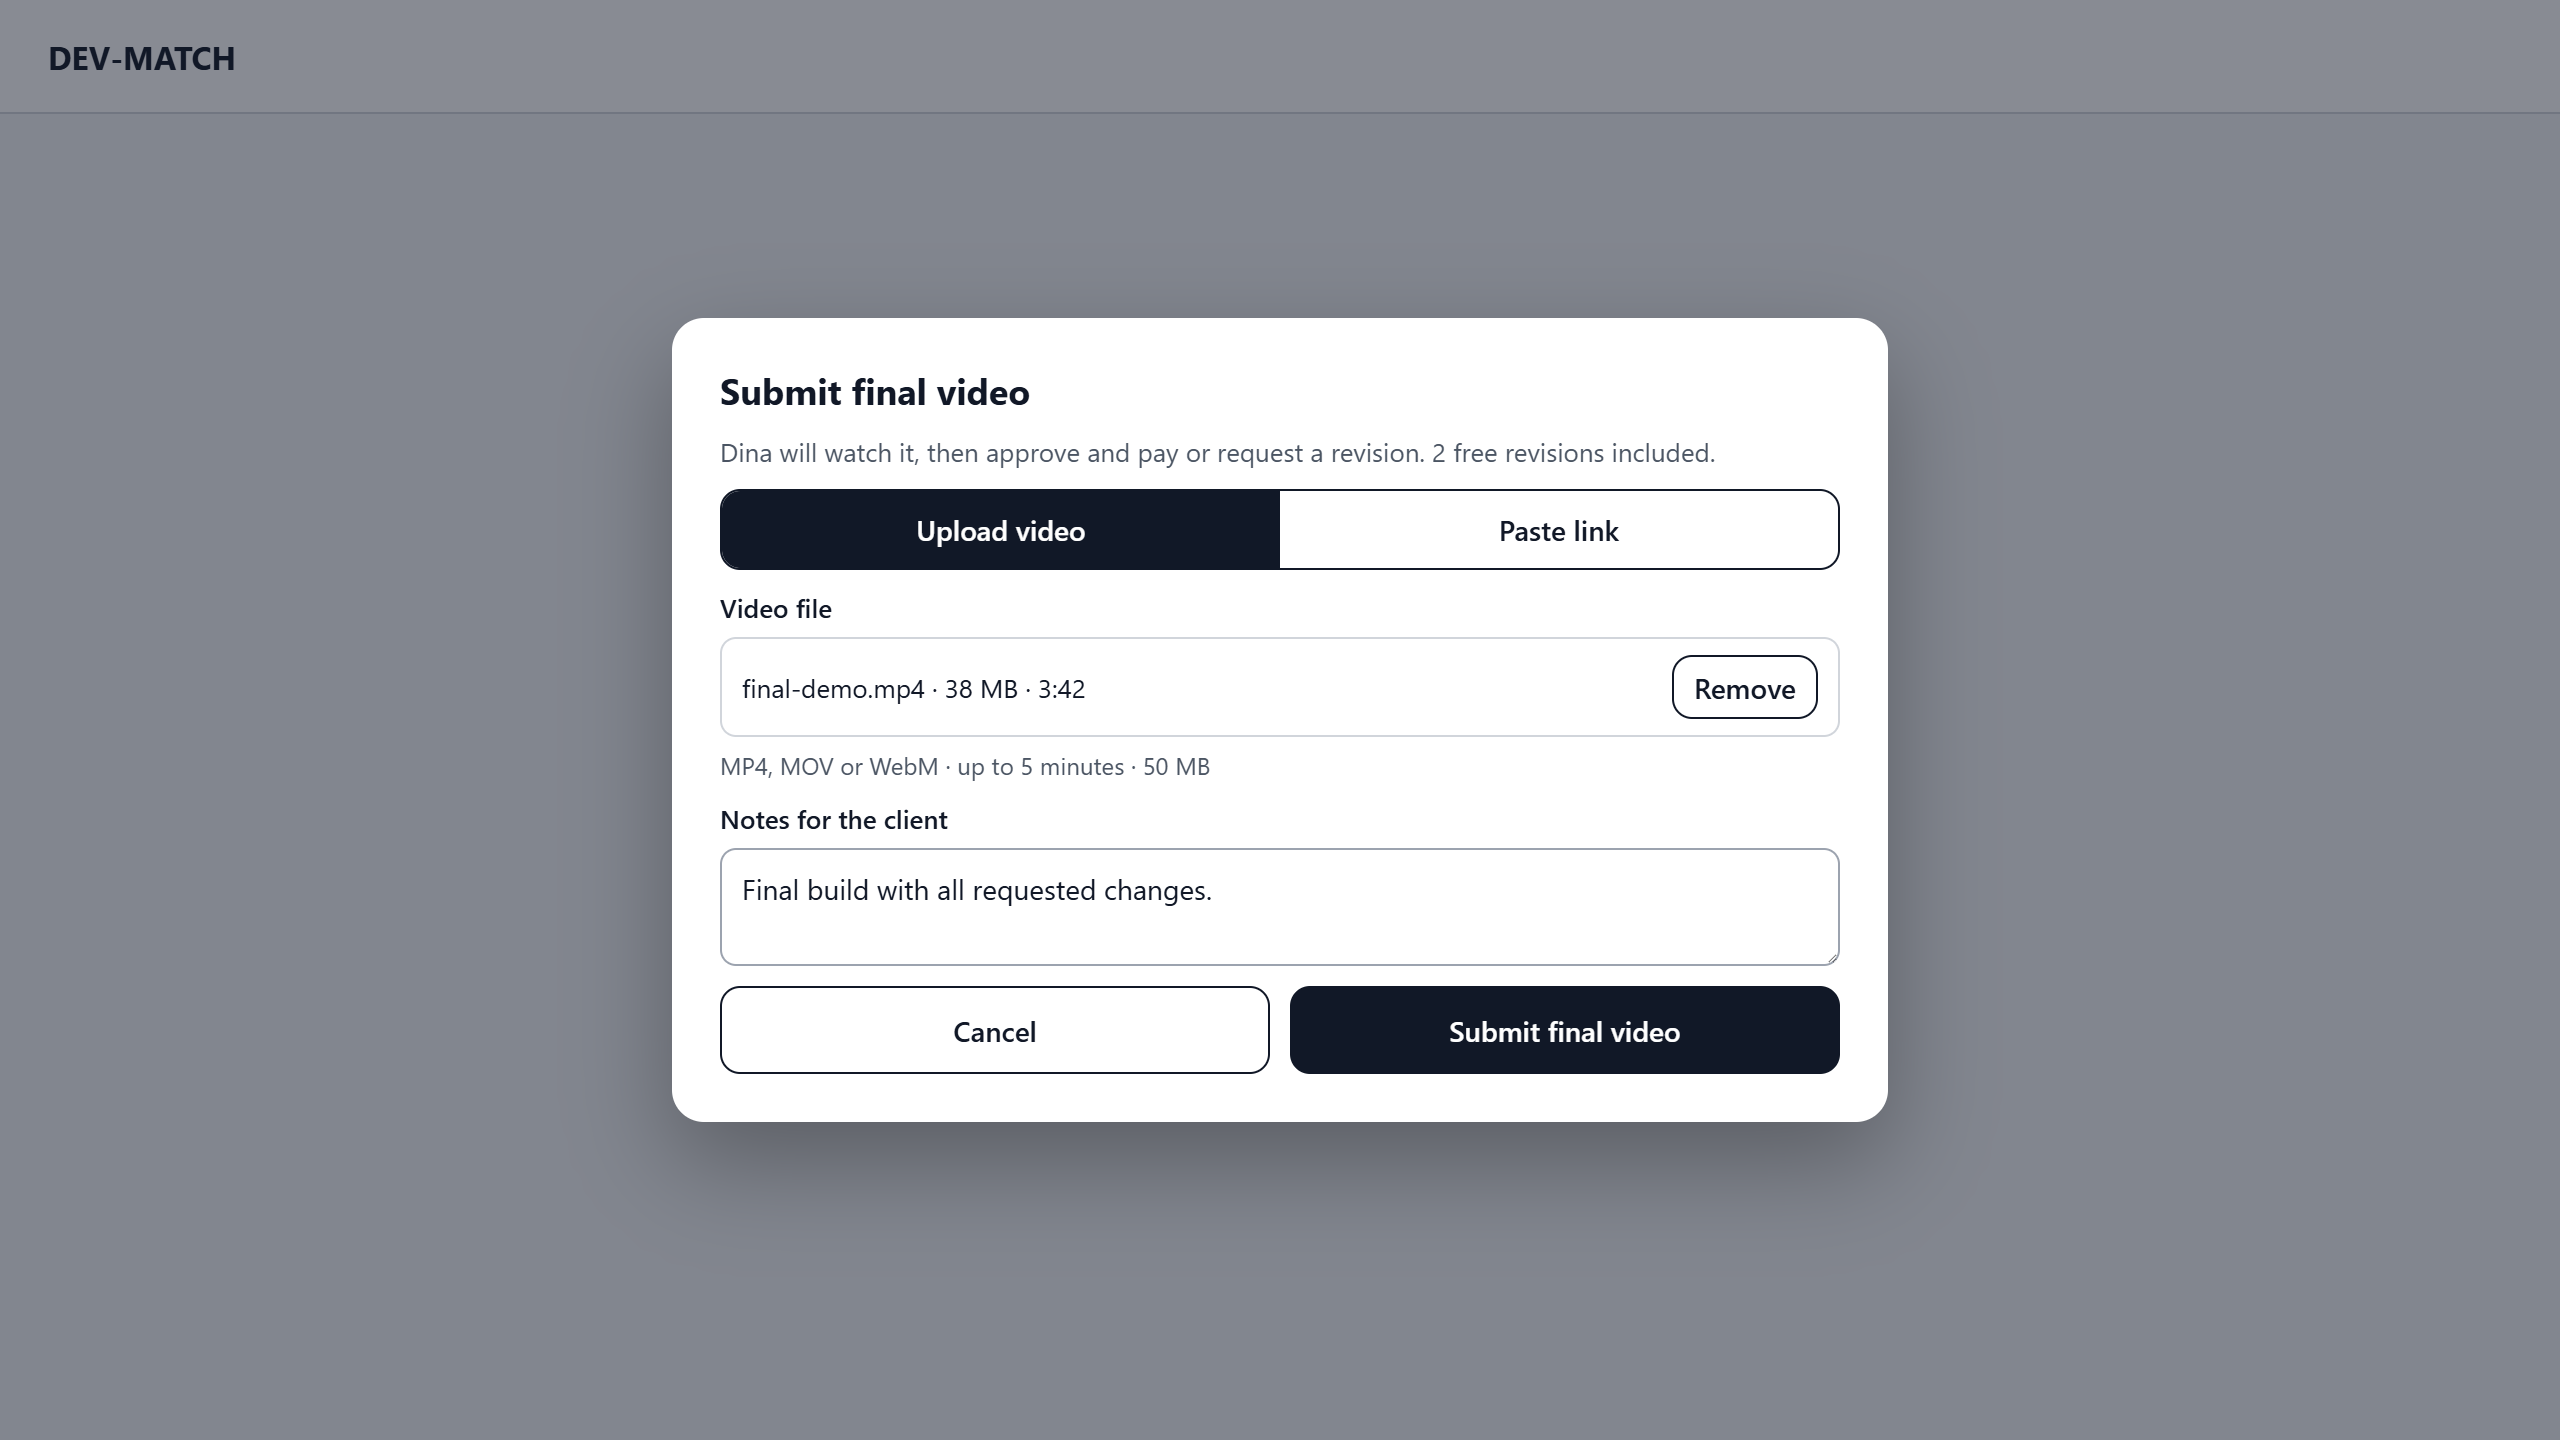 DEV-MATCH
Submit final video
Dina will watch it, then approve and pay or request a revision. 2 free revisions included.
Upload video
Paste link
Video file
final-demo.mp4 · 38 MB · 3:42
Remove
MP4, MOV or WebM · up to 5 minutes · 50 MB
Notes for the client
Final build with all requested changes.
Cancel
Submit final video